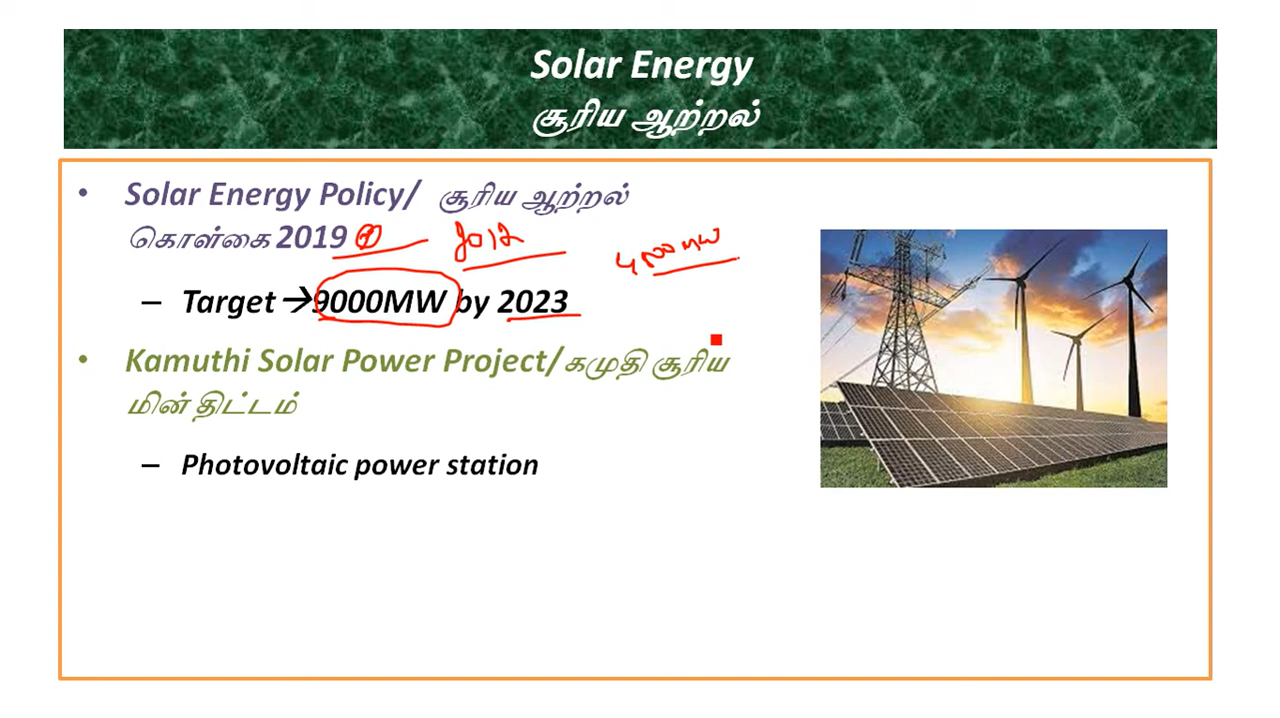 Solar Energy
சூரிய ஆற்றல்
• Solar Energy Policy/ சூரிய ஆற்றல்
கொள்கை 2019 2012
– Target→9000MW by 2023
• Kamuthi Solar Power Project/கமுதி சூரிய
மின் திட்டம்
– Photovoltaic power station